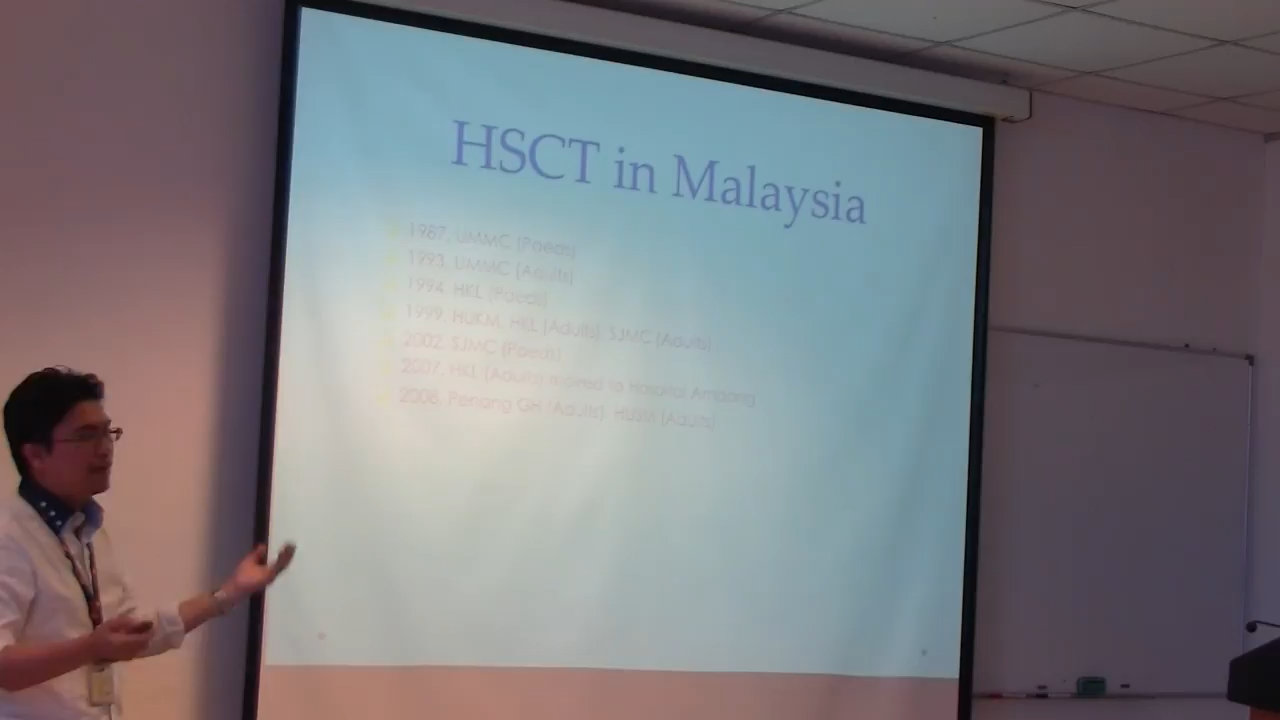 HSCT in Malaysia
1987, UMMC (Paeds)
1993, UMMC (Adults)
1994, HKL (Paeds)
1999, HUKM, HKL (Adults), SJMC (Adults)
2002, SJMC (Paeds)
2007, HKL (Adults) moved to Hospital Ampang
2008, Penang GH (Adults), HUSM (Adults)